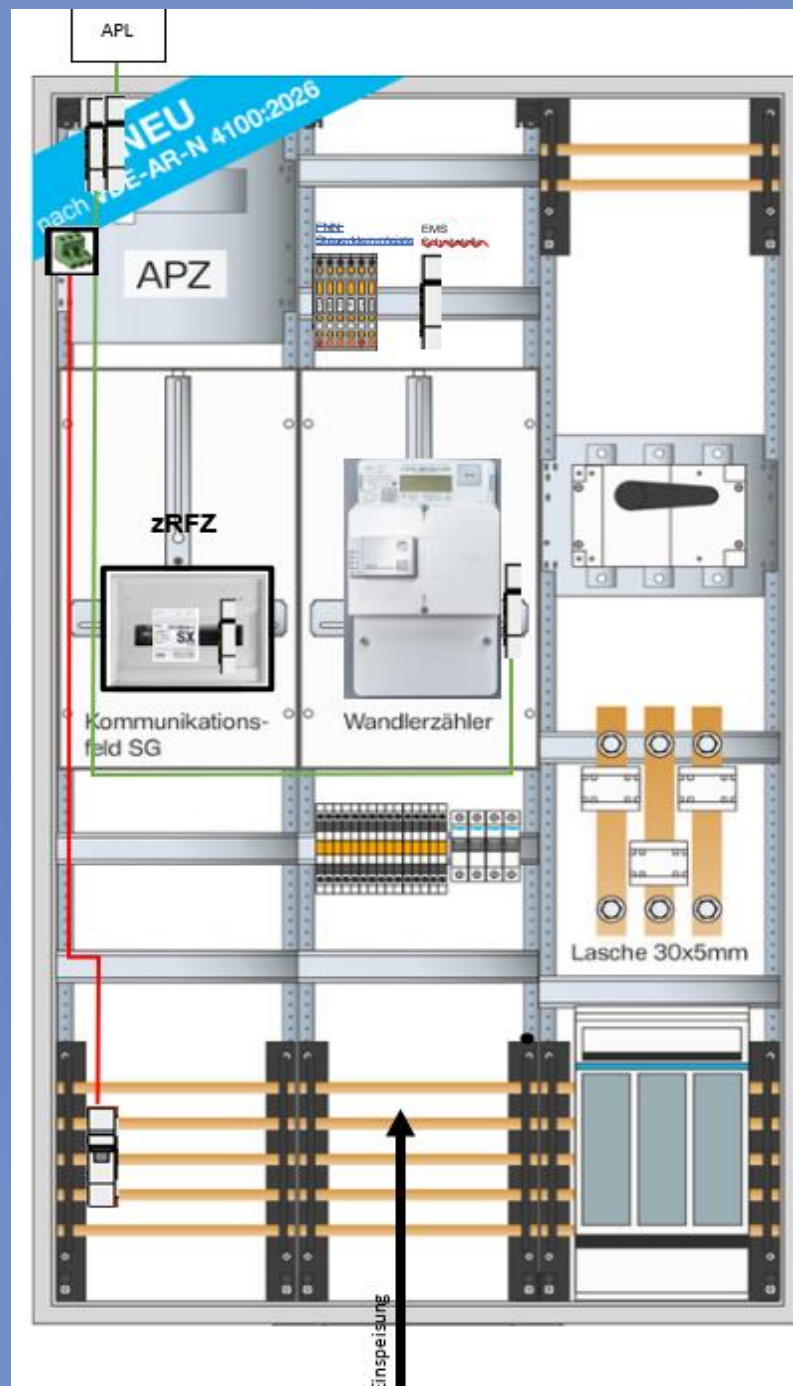 APL
NEU
nach VDE-AR-N 4100:2026
APZ
EMS
zRFZ
SX
Kommunikations-
feld SG
Wandlerzähler
Lasche 30x5mm
Einspeisung